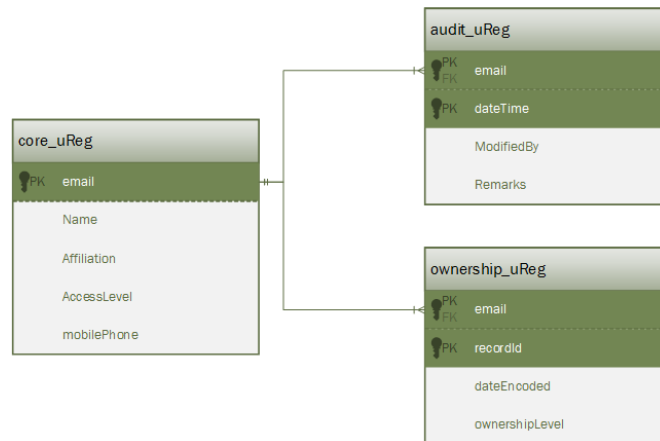 core_uReg
PK email
Name
Affiliation
AccessLevel
mobilePhone
audit_uReg
PK
FK email
PK dateTime
ModifiedBy
Remarks
ownership_uReg
PK
FK email
PK recordId
dateEncoded
ownershipLevel